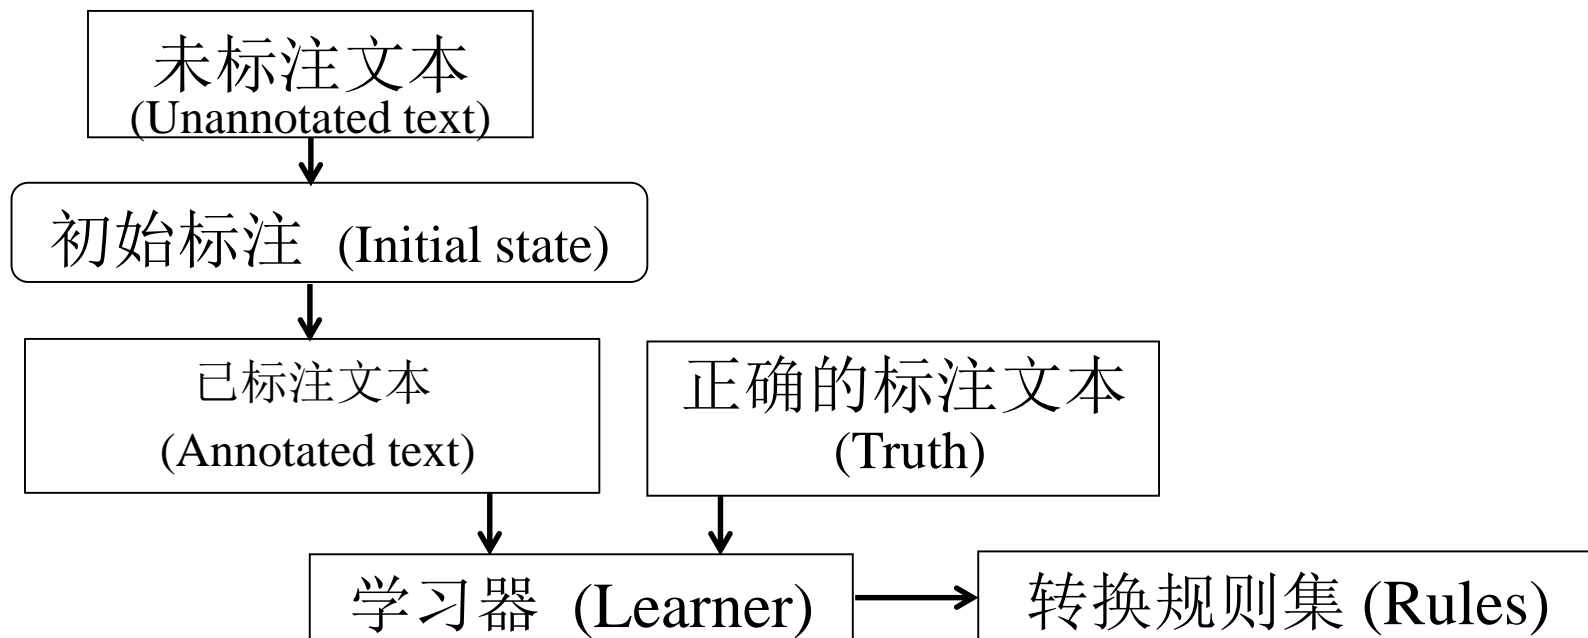 未标注文本
(Unannotated text)
初始标注 (Initial state)
已标注文本
(Annotated text)
正确的标注文本
(Truth)
学习器 (Learner)
转换规则集 (Rules)